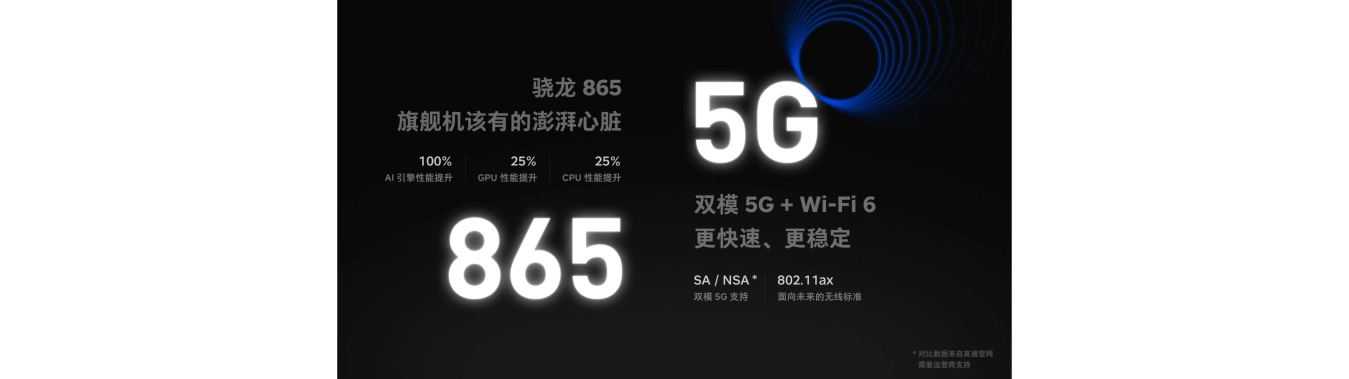 骁龙 865
旗舰机该有的澎湃心脏
100% 25% 25%
AI 引擎性能提升 GPU 性能提升 CPU 性能提升
865
5G
双模 5G + Wi-Fi 6
更快速、更稳定
SA / NSA * 802.11ax
双模 5G 支持 面向未来的无线标准
* 对比数据来自高通官网
需要运营商支持